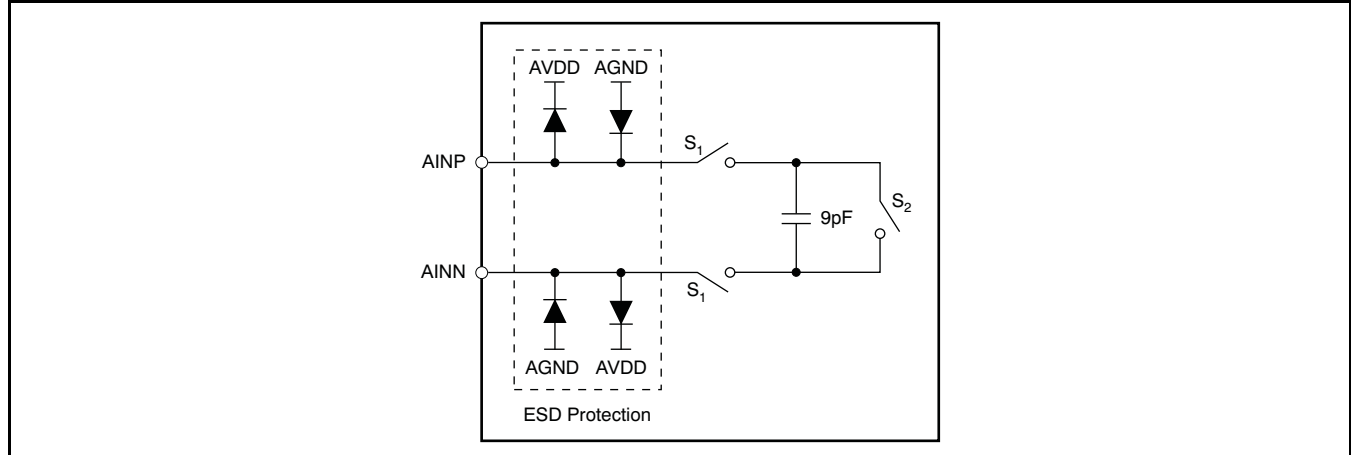 AVDD AGND
AINP
S1
9pF
S2
AINN
S1
AGND AVDD
ESD Protection